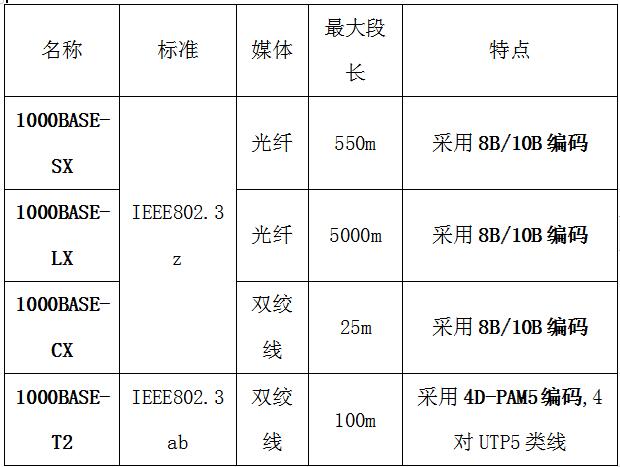 名称 标准 媒体 最大段长 特点
1000BASE-SX IEEE802.3z 光纤 550m 采用 8B/10B 编码
1000BASE-LX 光纤 5000m 采用 8B/10B 编码
1000BASE-CX 双绞线 25m 采用 8B/10B 编码
1000BASE-T2 IEEE802.3ab 双绞线 100m 采用 4D-PAM5 编码,4对 UTP5 类线